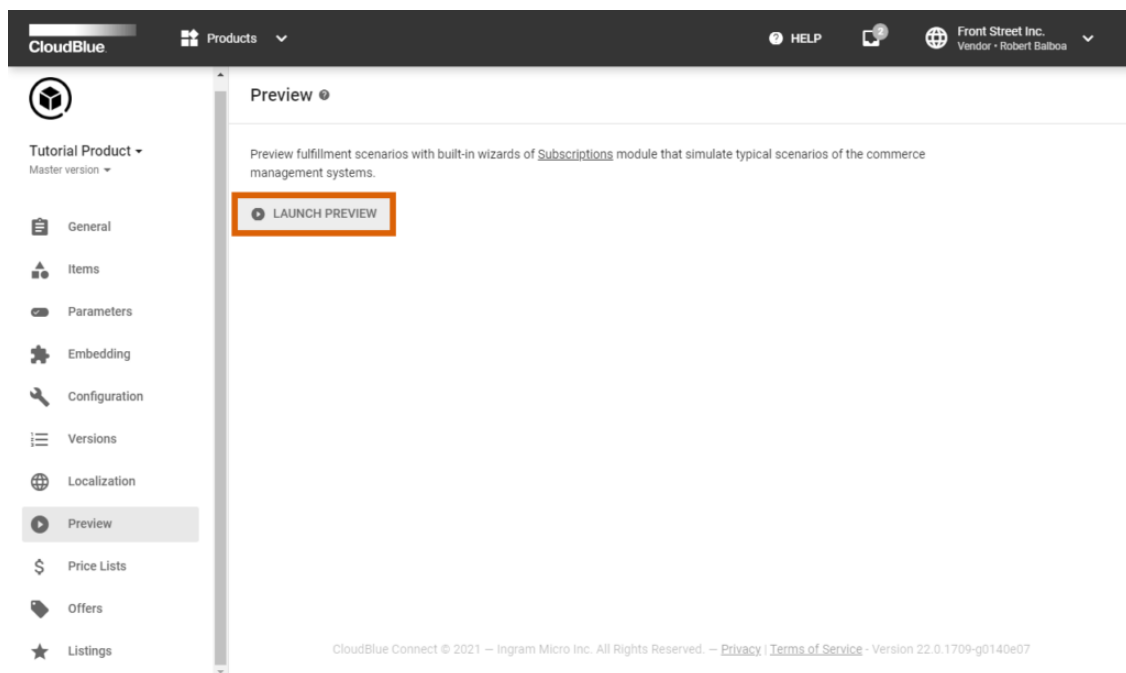 CloudBlue
Products
HELP
2
Front Street Inc.
Vendor • Robert Balboa
Tutorial Product
Master version
General
Items
Parameters
Embedding
Configuration
Versions
Localization
Preview
Price Lists
Offers
Listings
Preview
Preview fulfillment scenarios with built-in wizards of Subscriptions module that simulate typical scenarios of the commerce
management systems.
LAUNCH PREVIEW
CloudBlue Connect © 2021 — Ingram Micro Inc. All Rights Reserved. — Privacy | Terms of Service - Version 22.0.1709-g0140e07